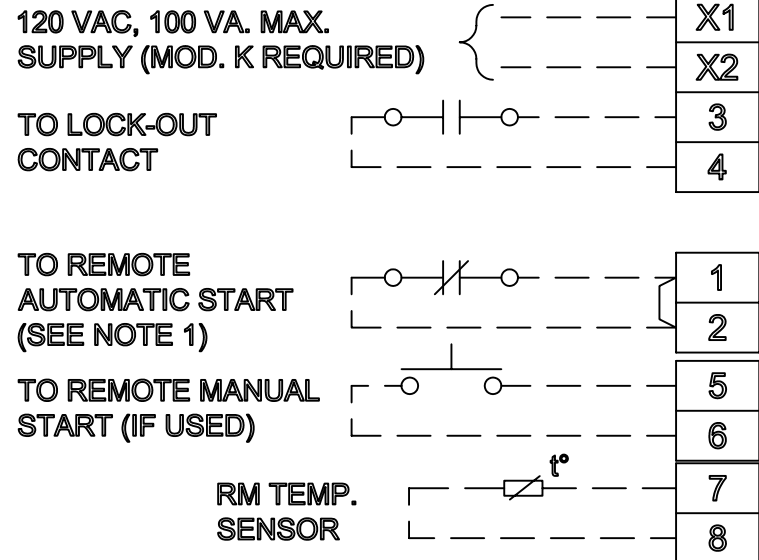 120 VAC, 100 VA. MAX.
SUPPLY (MOD. K REQUIRED)
X1
X2
TO LOCK-OUT
CONTACT
3
4
TO REMOTE
AUTOMATIC START
(SEE NOTE 1)
1
2
TO REMOTE MANUAL
START (IF USED)
5
6
RM TEMP.
SENSOR
t°
7
8